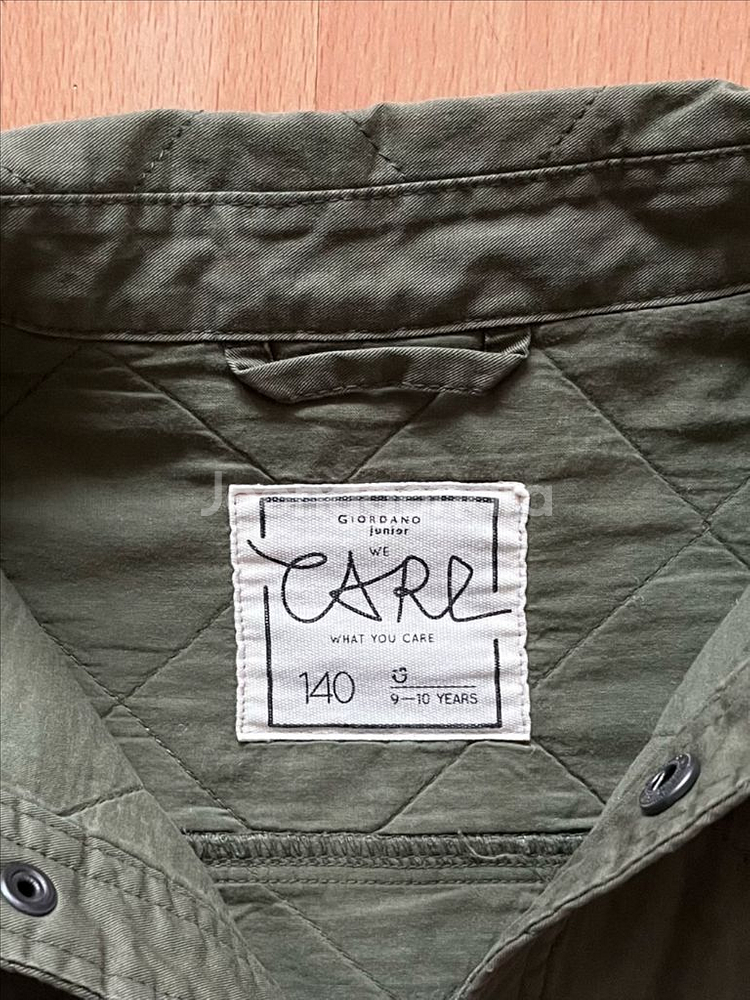 GIORDANO
junior
WE
CARE
WHAT YOU CARE
140
9—10 YEARS